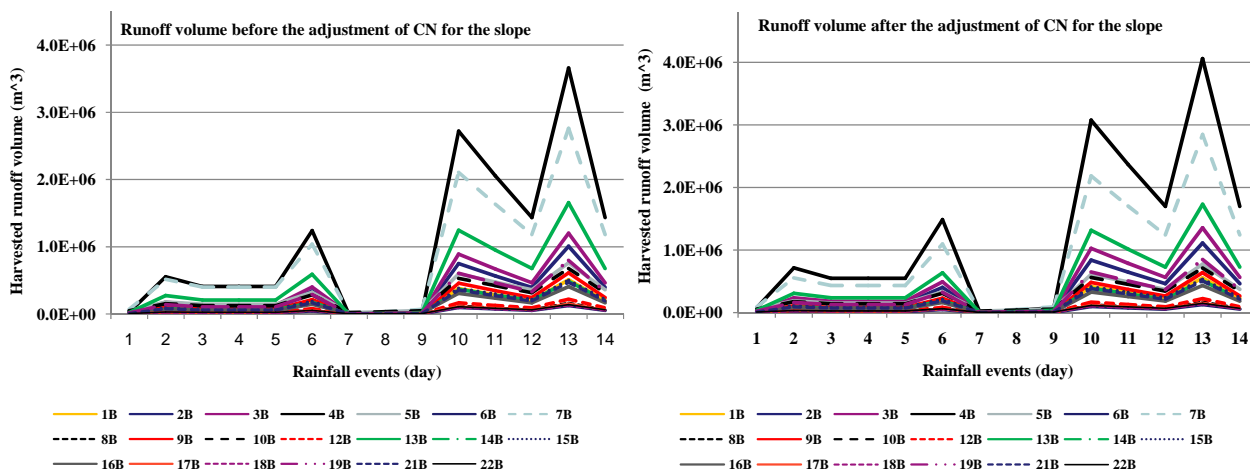 Runoff volume before the adjustment of CN for the slope
4.0E+06
3.0E+06
2.0E+06
1.0E+06
0.0E+00
Harvested runoff volume (m^3)
1 2 3 4 5 6 7 8 9 10 11 12 13 14
Rainfall events (day)
1B 2B 3B 4B 5B 6B 7B
8B 9B 10B 12B 13B 14B 15B
16B 17B 18B 19B 21B 22B
Runoff volume after the adjustment of CN for the slope
4.0E+06
3.0E+06
2.0E+06
1.0E+06
0.0E+00
Harvested runoff volume (m^3)
1 2 3 4 5 6 7 8 9 10 11 12 13 14
Rainfall events (day)
1B 2B 3B 4B 5B 6B 7B
8B 9B 10B 12B 13B 14B 15B
16B 17B 18B 19B 21B 22B